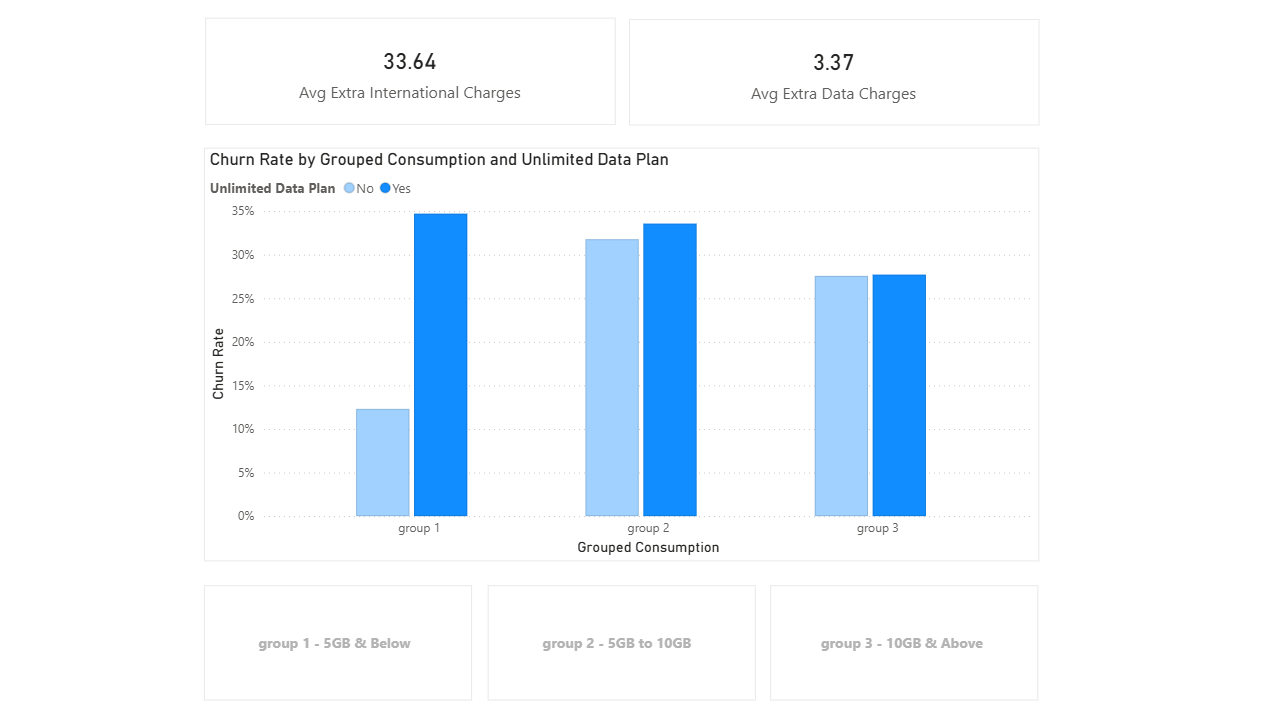 33.64
Avg Extra International Charges
3.37
Avg Extra Data Charges
Churn Rate by Grouped Consumption and Unlimited Data Plan
Unlimited Data Plan No Yes
35%
30%
25%
20%
15%
10%
5%
0%
Churn Rate
group 1
group 2
group 3
Grouped Consumption
group 1 - 5GB & Below
group 2 - 5GB to 10GB
group 3 - 10GB & Above